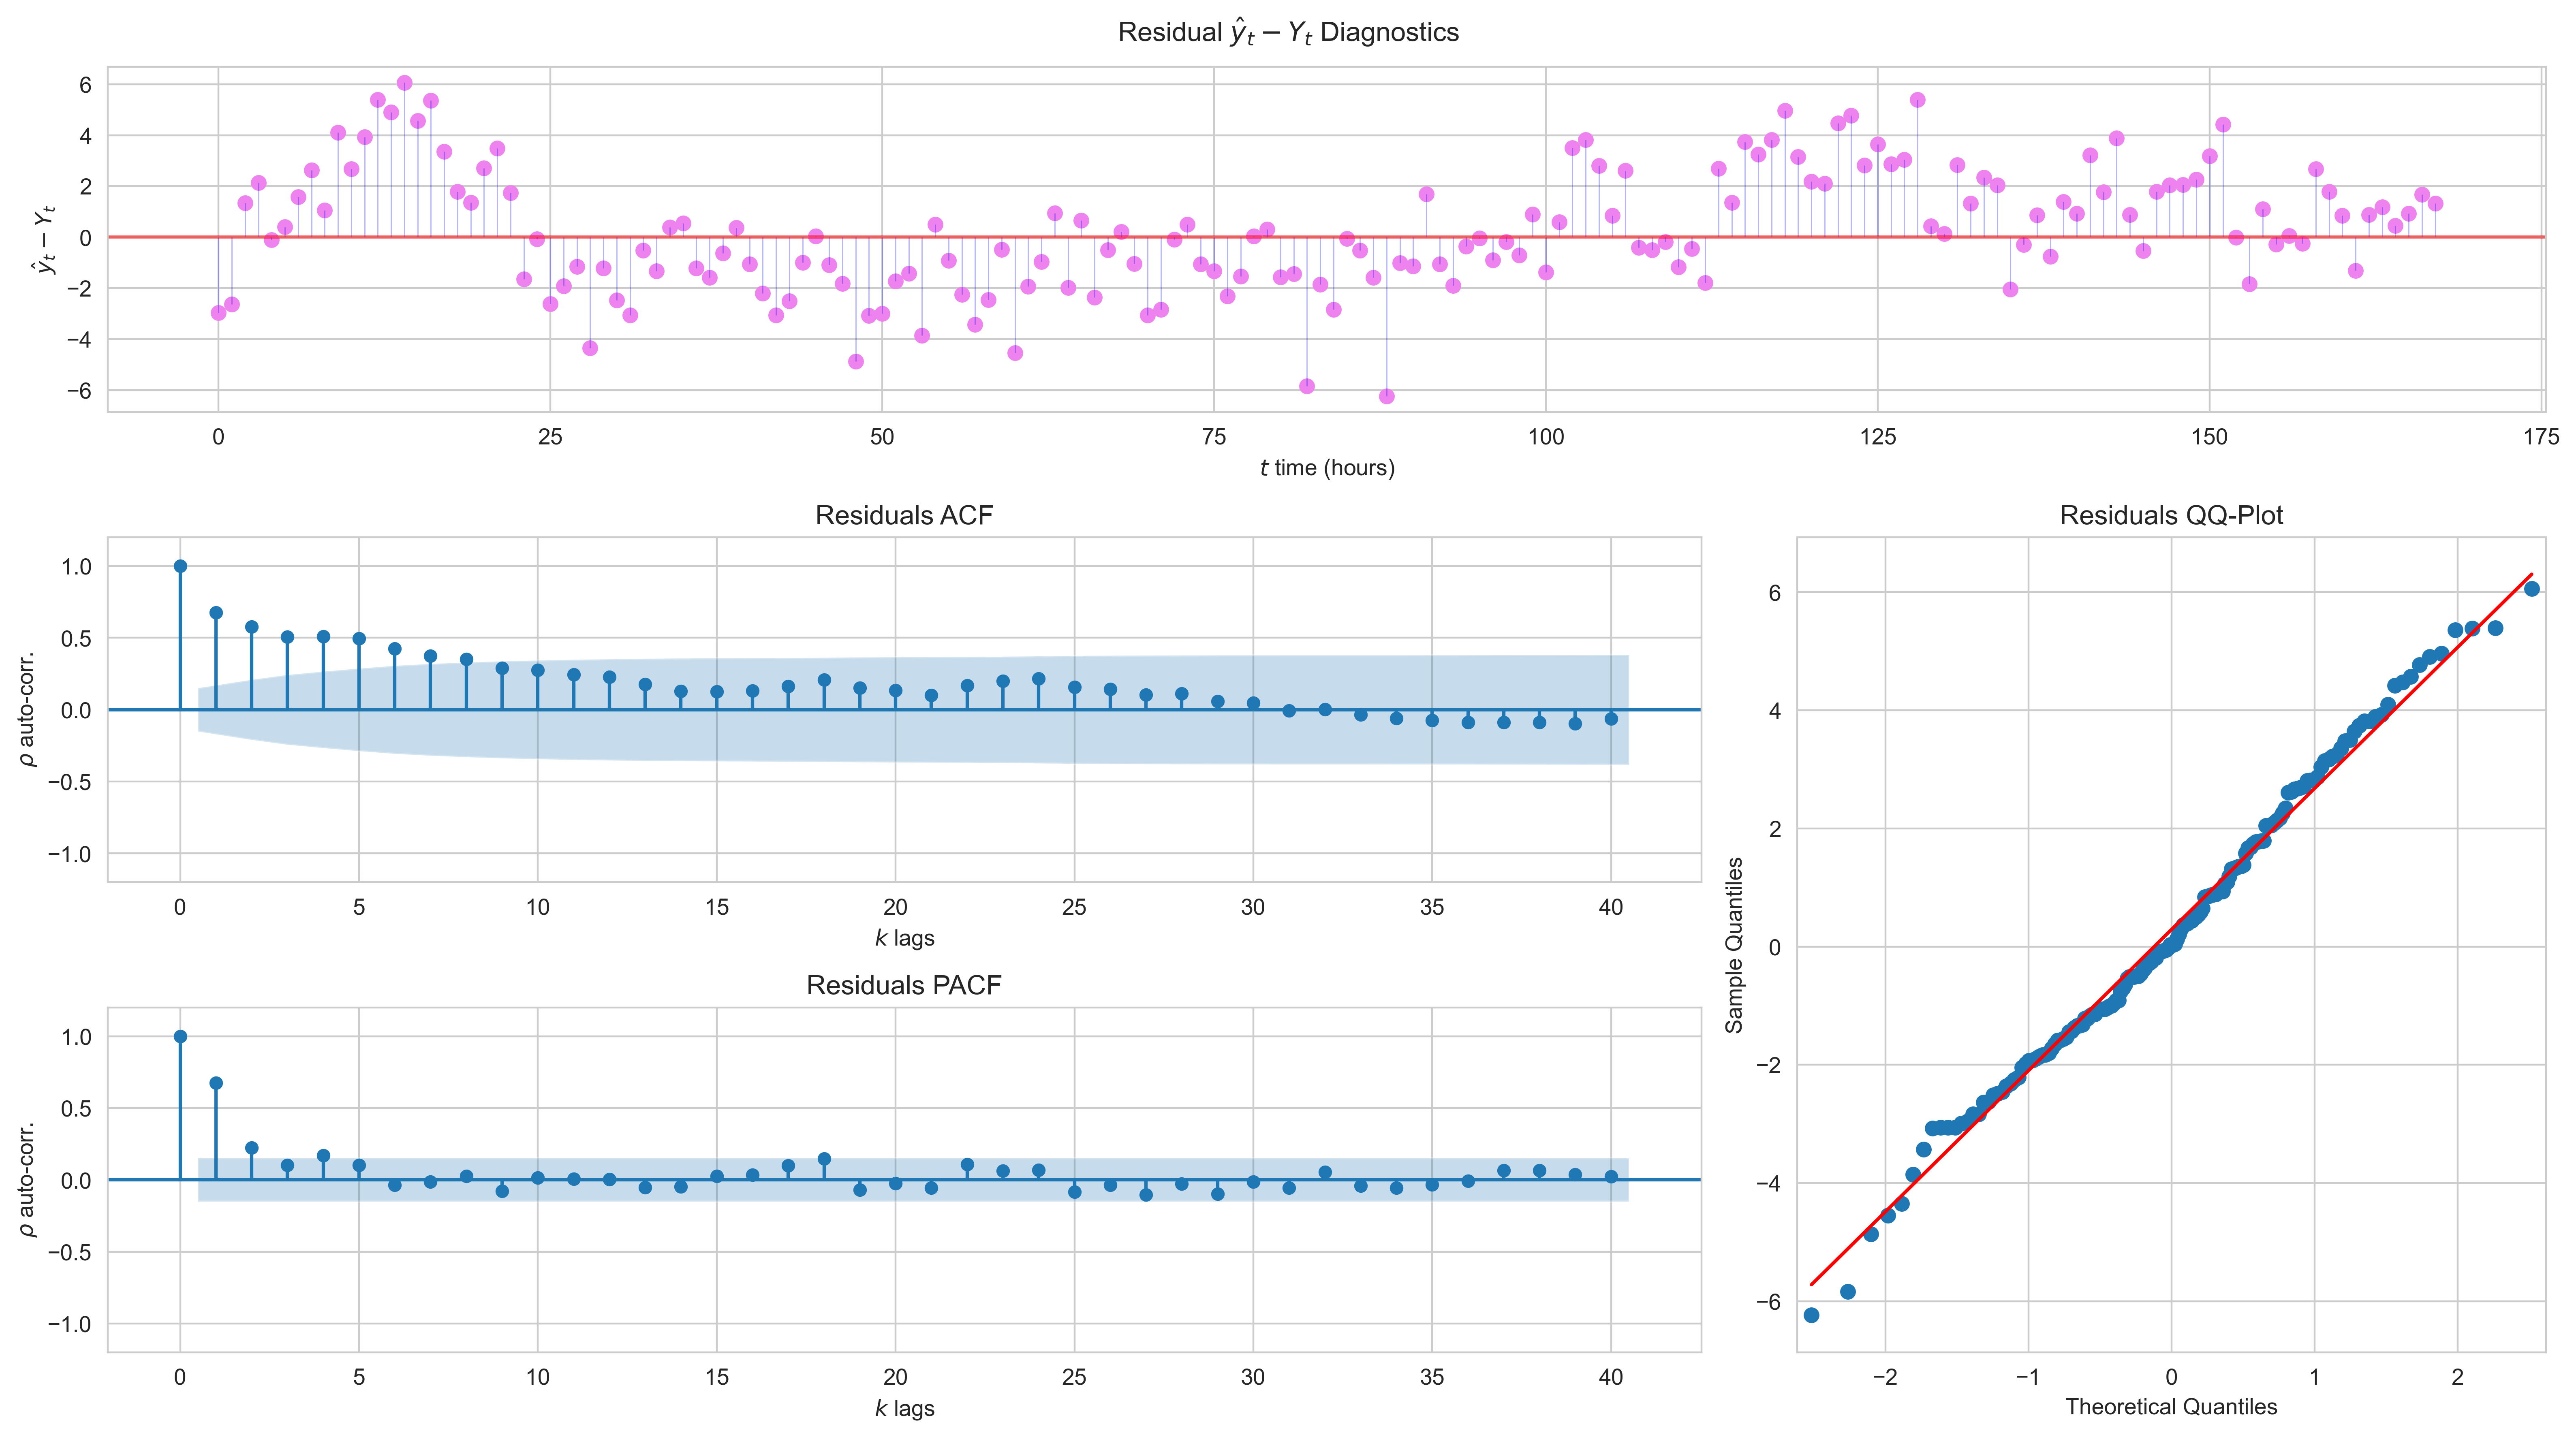 Residual ŷₜ − Yₜ Diagnostics
6
4
2
0
−2
−4
−6
ŷₜ − Yₜ
0 25 50 75 100 125 150 175
t time (hours)
Residuals ACF
1.0
0.5
0.0
−0.5
−1.0
ρ auto-corr.
0 5 10 15 20 25 30 35 40
k lags
Residuals PACF
1.0
0.5
0.0
−0.5
−1.0
ρ auto-corr.
0 5 10 15 20 25 30 35 40
k lags
Residuals QQ-Plot
6
4
2
0
−2
−4
−6
Sample Quantiles
−2 −1 0 1 2
Theoretical Quantiles